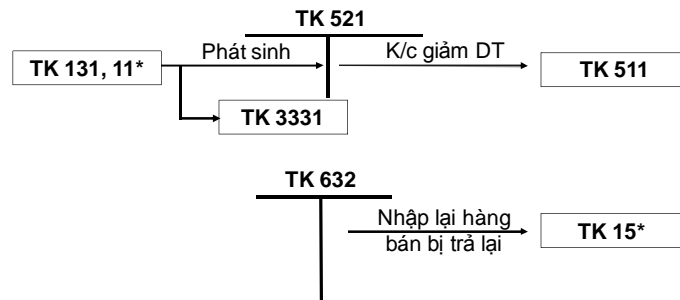 TK 521
Phát sinh
K/c giảm DT
TK 131, 11*
TK 511
TK 3331
TK 632
Nhập lại hàng
bán bị trả lại
TK 15*